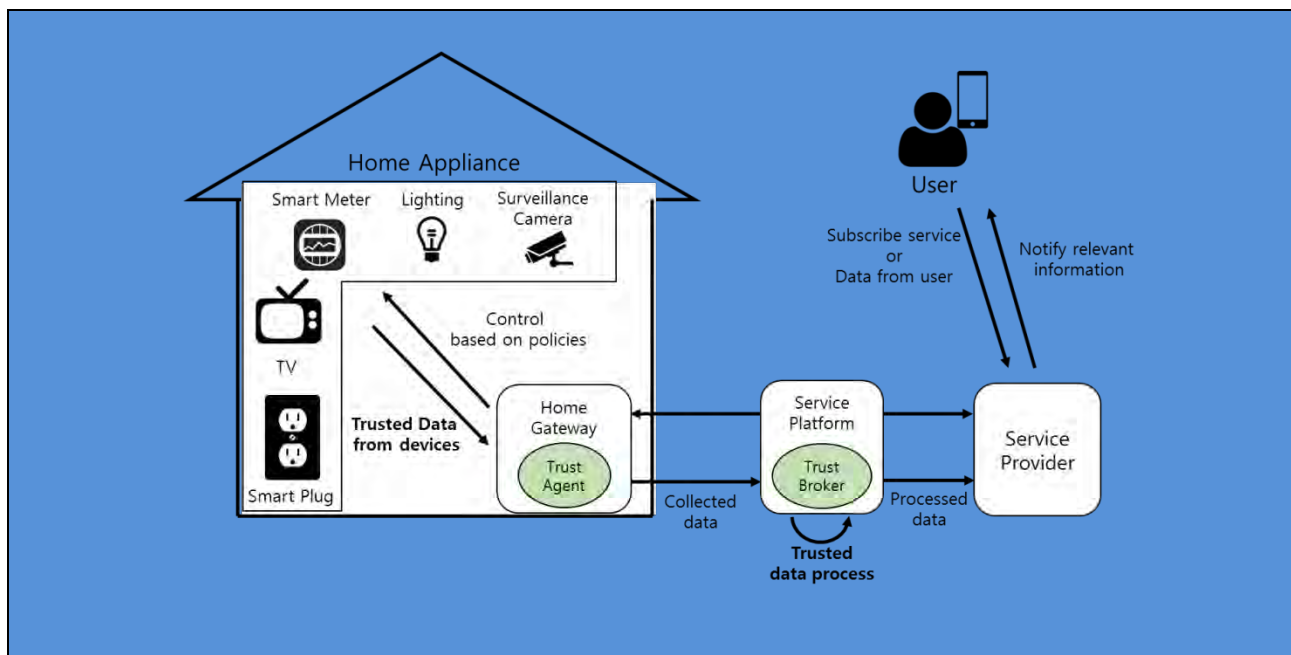 Home Appliance
Smart Meter
Lighting
Surveillance
Camera
TV
Smart Plug
Control
based on policies
Trusted Data
from devices
Home
Gateway
Trust
Agent
Collected
data
Service
Platform
Trust
Broker
Trusted
data process
Processed
data
Service
Provider
User
Subscribe service
or
Data from user
Notify relevant
information